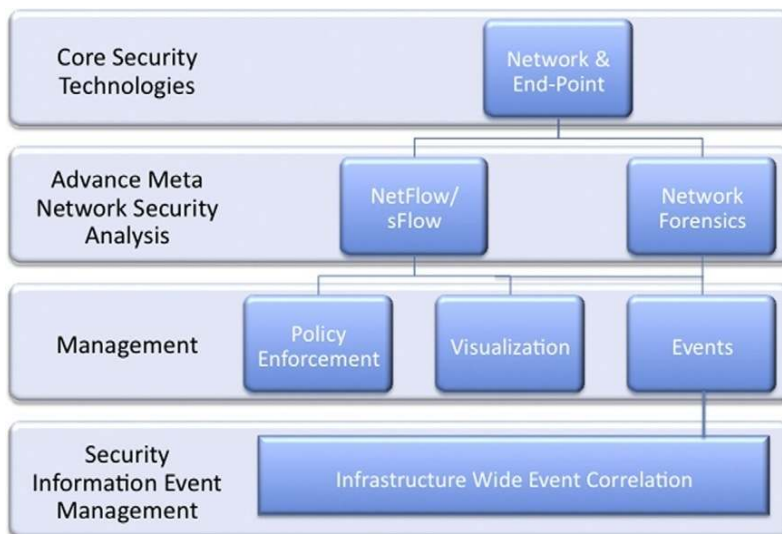 Core Security
Technologies
Network &
End-Point
Advance Meta
Network Security
Analysis
NetFlow/
sFlow
Network
Forensics
Management
Policy
Enforcement
Visualization
Events
Security
Information Event
Management
Infrastructure Wide Event Correlation